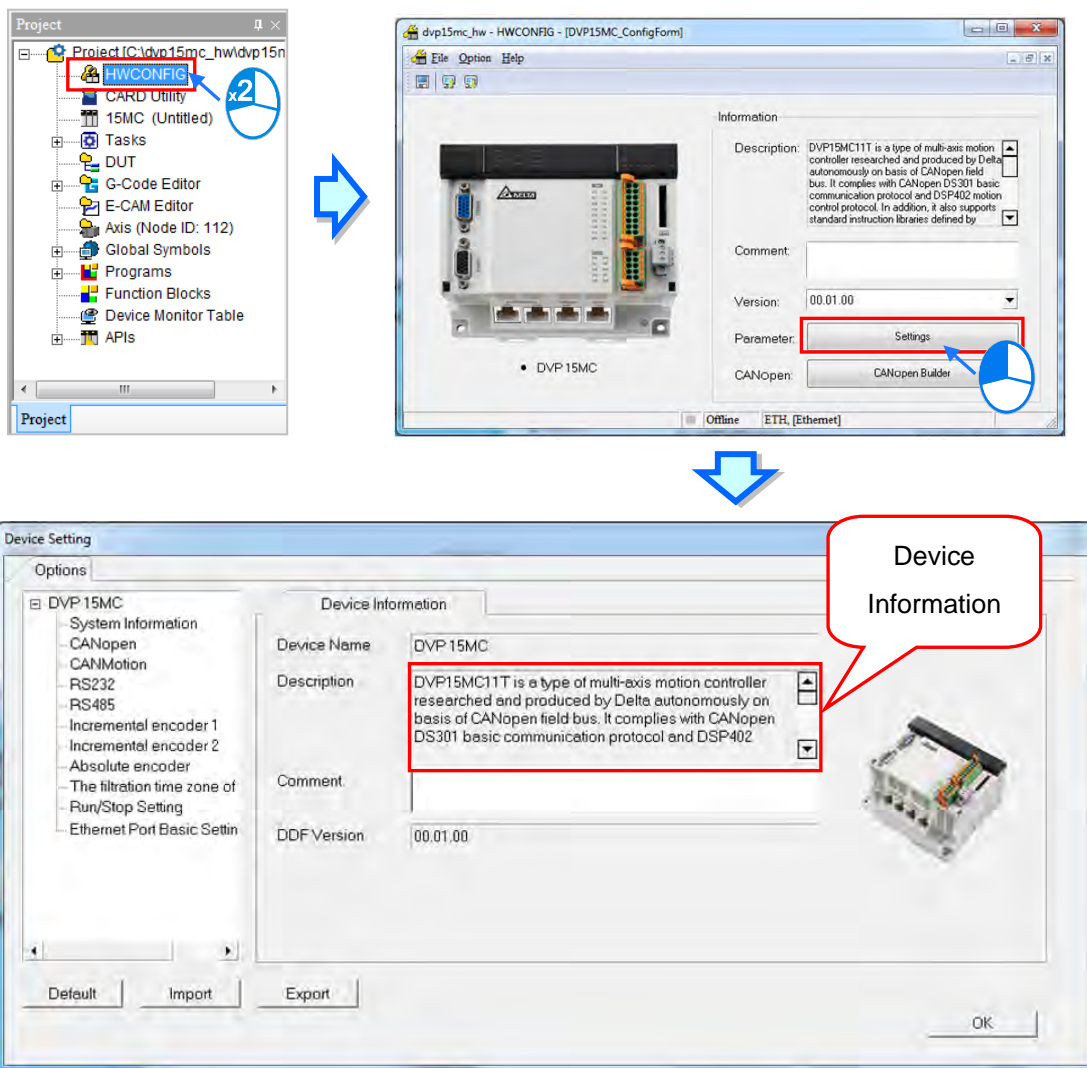 Project
Project [C:\dvp15mc_hw\dvp15m
HWCONFIG
CARD Utility
15MC (Untitled)
Tasks
DUT
G-Code Editor
E-CAM Editor
Axis (Node ID: 112)
Global Symbols
Programs
Function Blocks
Device Monitor Table
APIs
Project
x2
dvp15mc_hw - HWCONFIG - [DVP15MC_ConfigForm]
File Option Help
DVP 15MC
Information
Description:
DVP15MC11T is a type of multi-axis motion
controller researched and produced by Delta
autonomously on basis of CANopen field
bus. It complies with CANopen DS301 basic
communication protocol and DSP402 motion
control protocol. In addition, it also supports
standard instruction libraries defined by
Comment:
Version: 00.01.00
Parameter: Settings
CANopen: CANopen Builder
Offline ETH, [Ethernet]
Device Setting
Options
DVP 15MC
System Information
CANopen
CANMotion
RS232
RS485
Incremental encoder 1
Incremental encoder 2
Absolute encoder
The filtration time zone of
Run/Stop Setting
Ethernet Port Basic Settin
Device Information
Device Name DVP 15MC
Description
DVP15MC11T is a type of multi-axis motion controller
researched and produced by Delta autonomously on
basis of CANopen field bus. It complies with CANopen
DS301 basic communication protocol and DSP402
Comment.
DDF Version 00.01.00
Device
Information
Default Import Export
OK